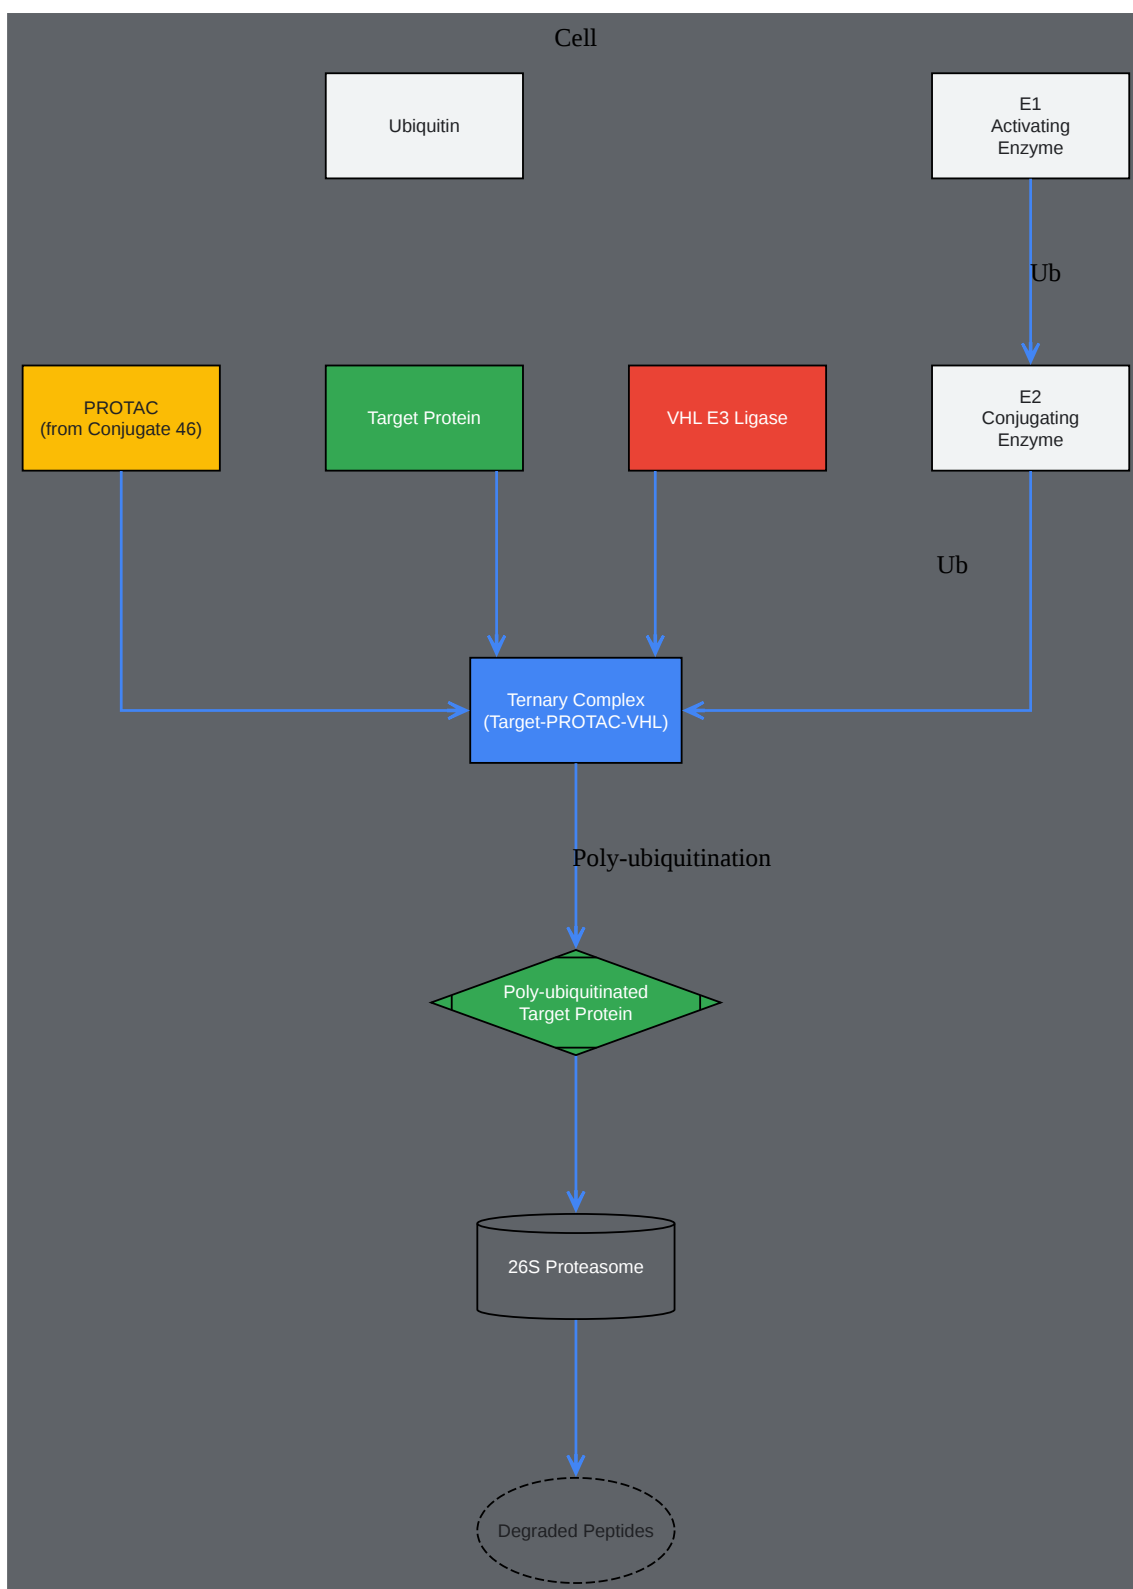 Cell
Ubiquitin
E1
Activating
Enzyme
Ub
PROTAC
(from Conjugate 46)
Target Protein
VHL E3 Ligase
E2
Conjugating
Enzyme
Ub
Ternary Complex
(Target-PROTAC-VHL)
Poly-ubiquitination
Poly-ubiquitinated
Target Protein
26S Proteasome
Degraded Peptides